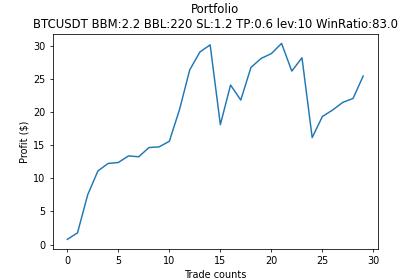 Portfolio
BTCUSDT BBM:2.2 BBL:220 SL:1.2 TP:0.6 lev:10 WinRatio:83.0
30
25
20
15
10
5
0
Profit ($)
0 5 10 15 20 25 30
Trade counts